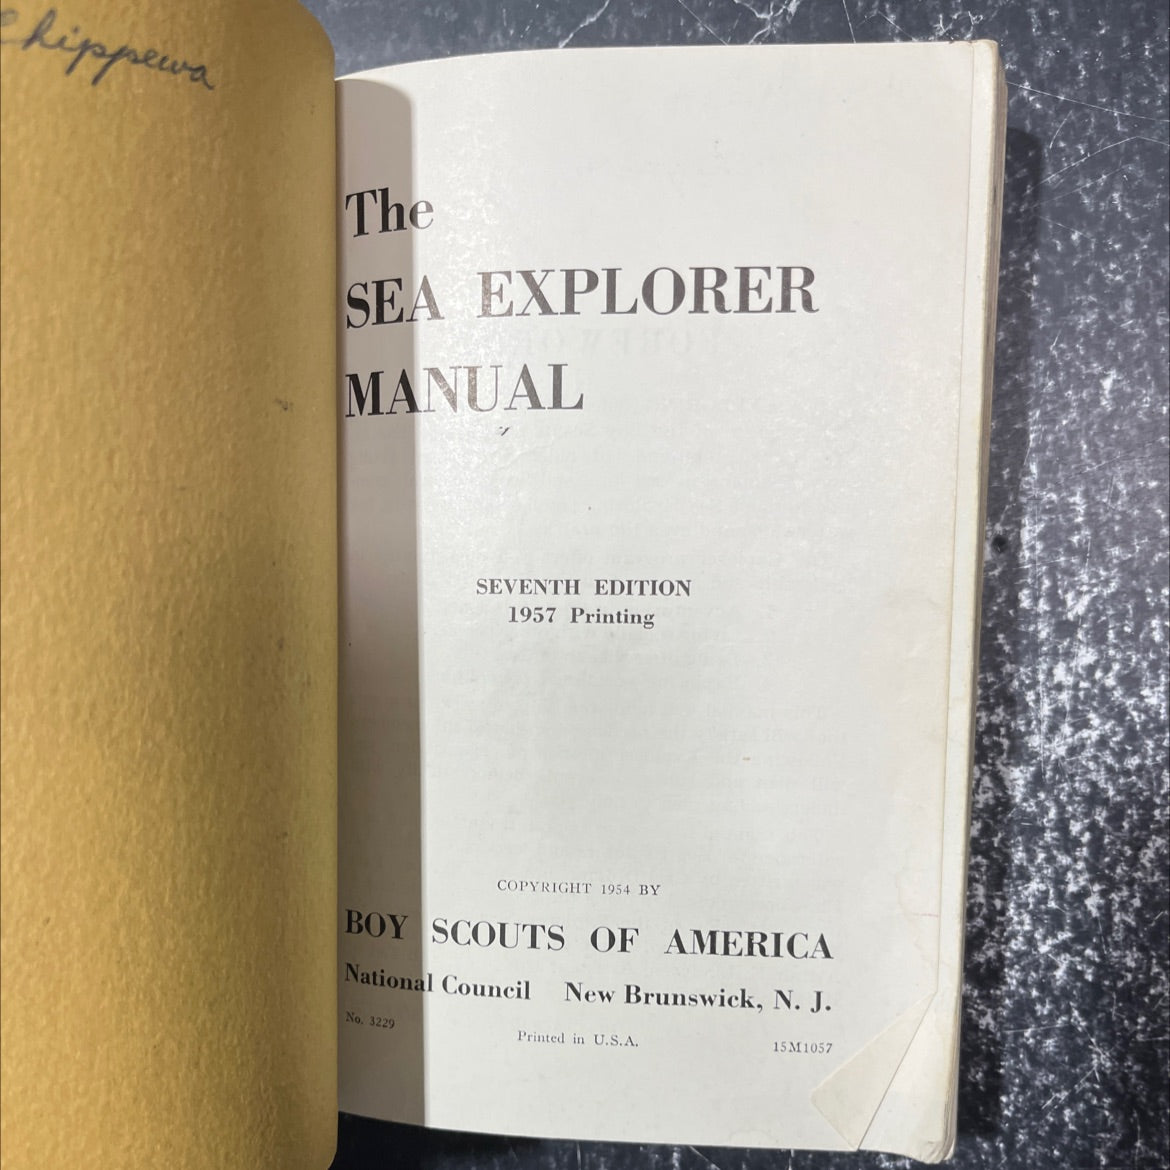 Chippewa
The
SEA EXPLORER
MANUAL
SEVENTH EDITION
1957 Printing
COPYRIGHT 1954 BY
BOY SCOUTS OF AMERICA
National Council New Brunswick, N. J.
No. 3229
Printed in U.S.A.
15M1057